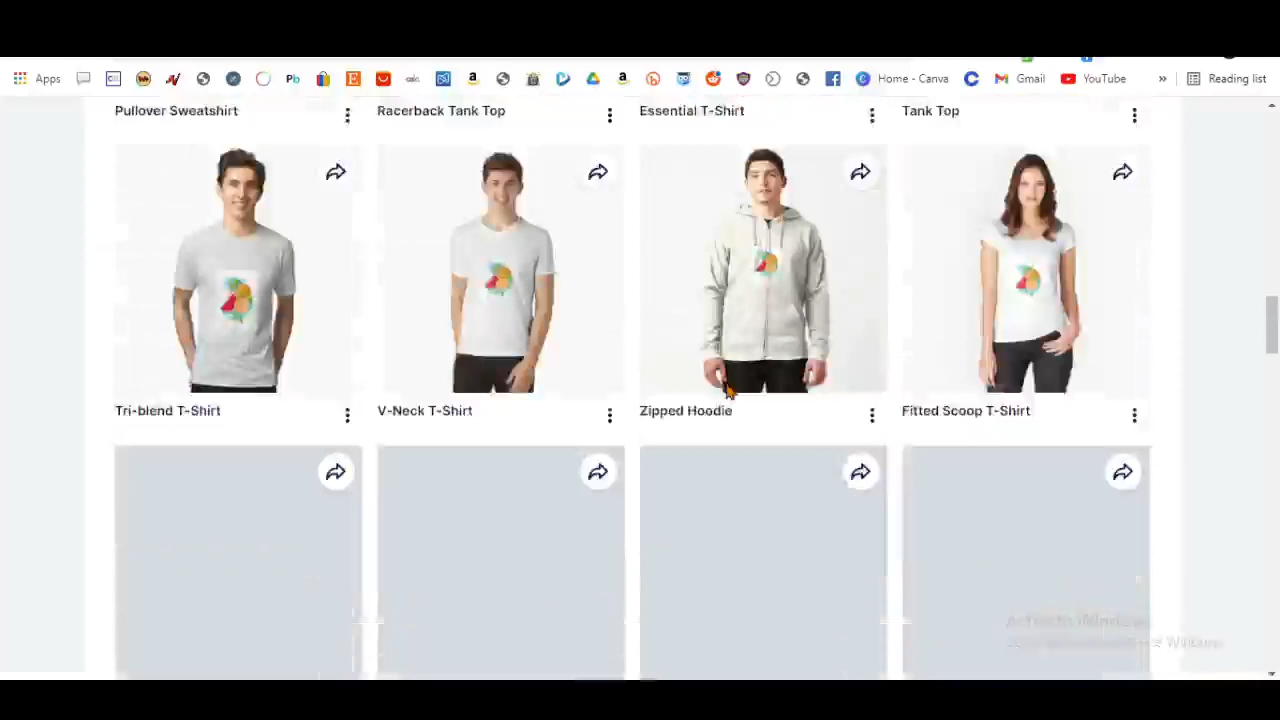 Apps Pb Home - Canva Gmail YouTube » Reading list
Pullover Sweatshirt Racerback Tank Top Essential T-Shirt Tank Top
Tri-blend T-Shirt V-Neck T-Shirt Zipped Hoodie Fitted Scoop T-Shirt